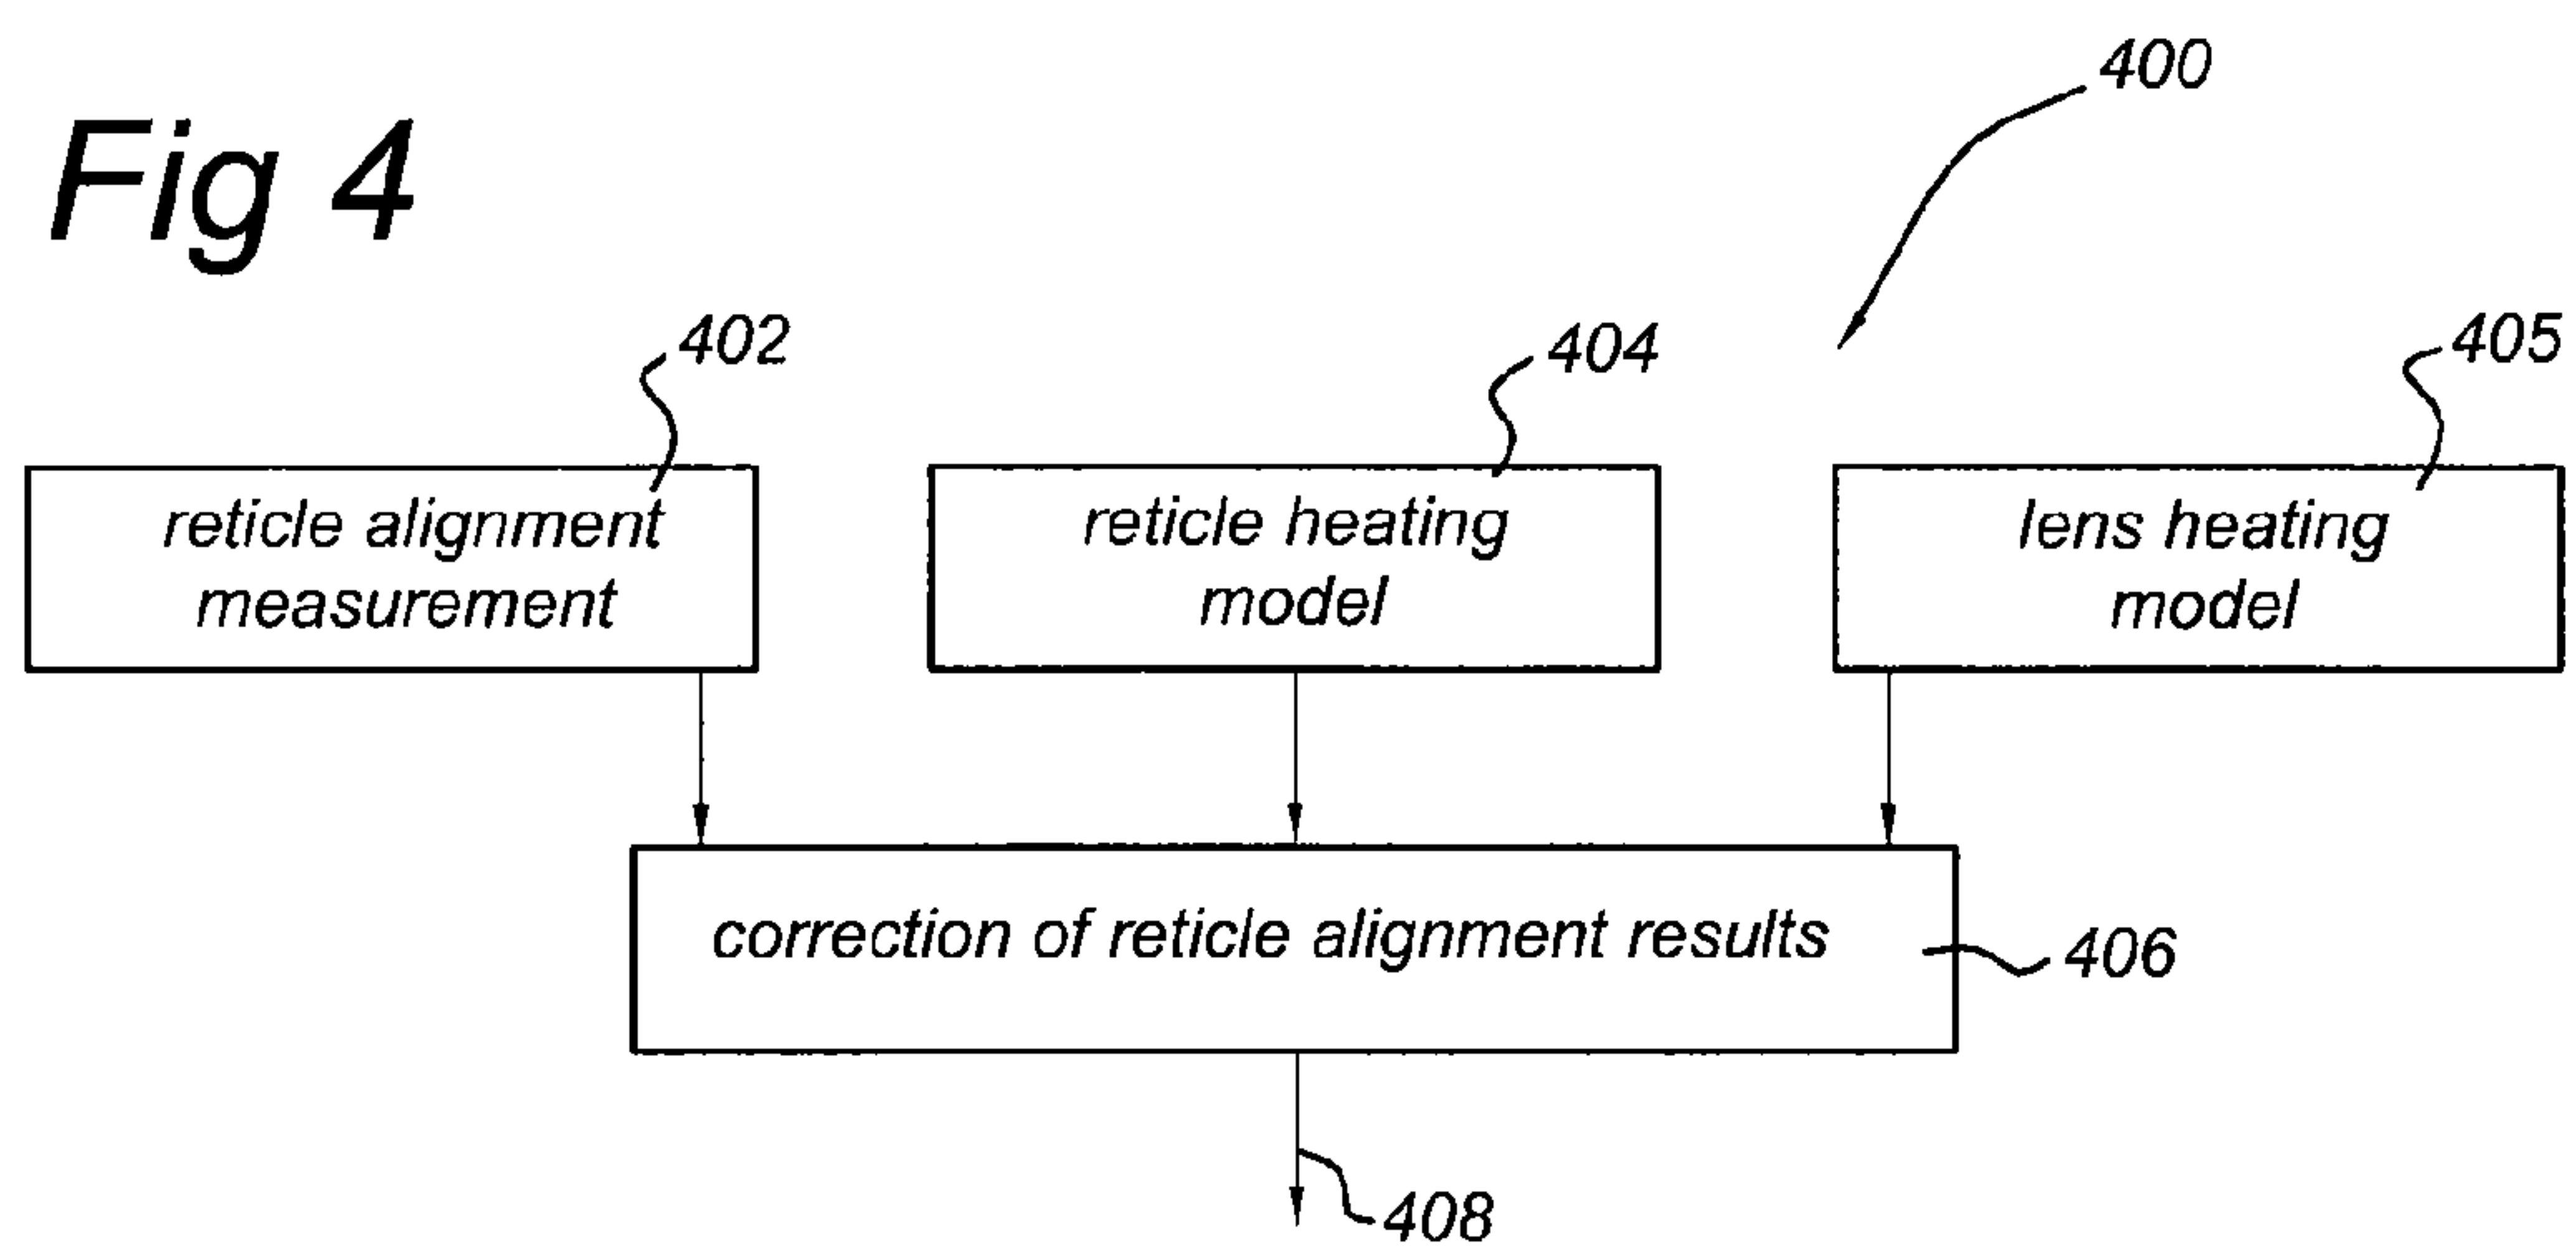 Fig 4
400
402
404
405
reticle alignment
measurement
reticle heating
model
lens heating
model
correction of reticle alignment results
406
408